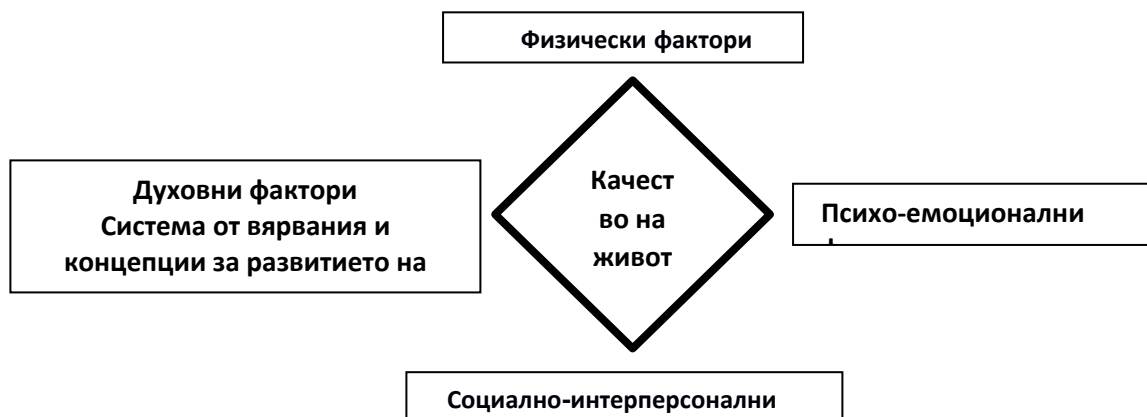 Физически фактори
Духовни фактори
Система от вярвания и
концепции за развитието на
Качест
во на
живот
Психо-емоционални
Социално-интерперсонални